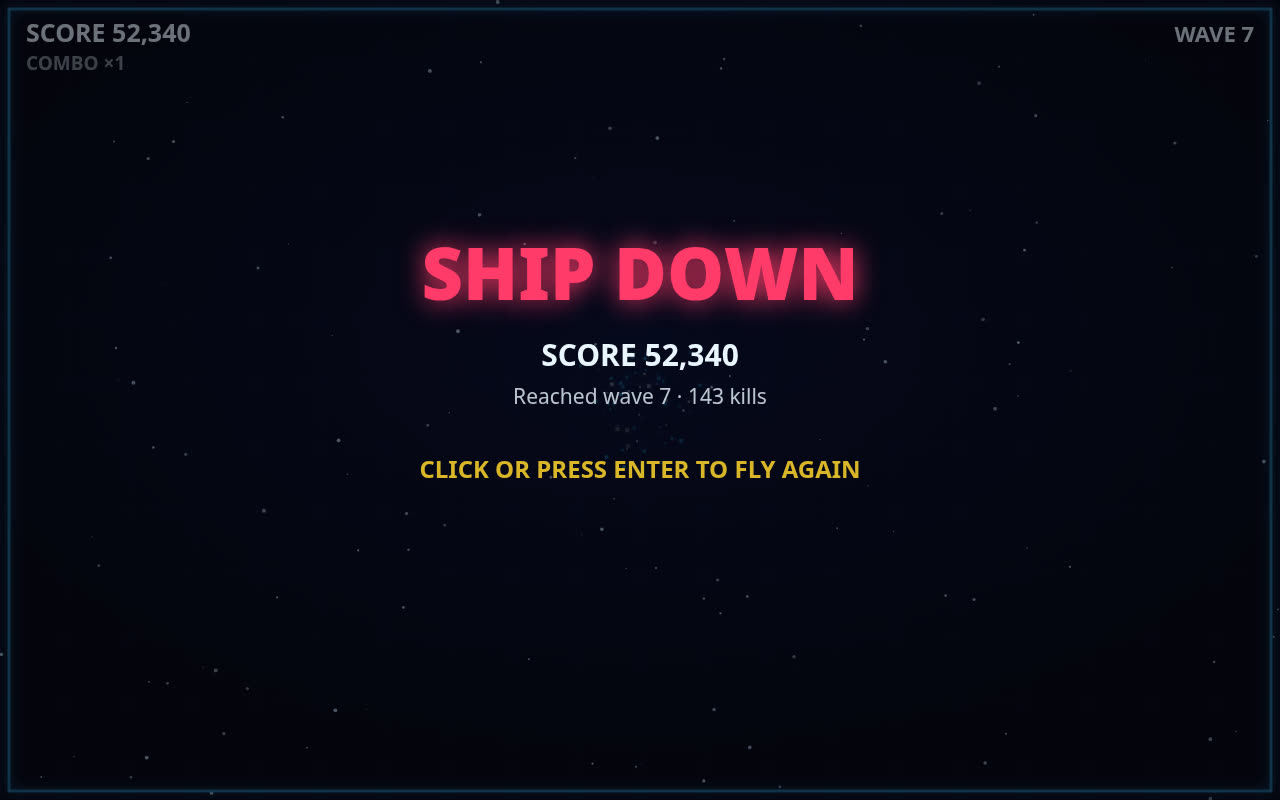 SCORE 52,340
WAVE 7
COMBO ×1
SHIP DOWN
SCORE 52,340
Reached wave 7 · 143 kills
CLICK OR PRESS ENTER TO FLY AGAIN